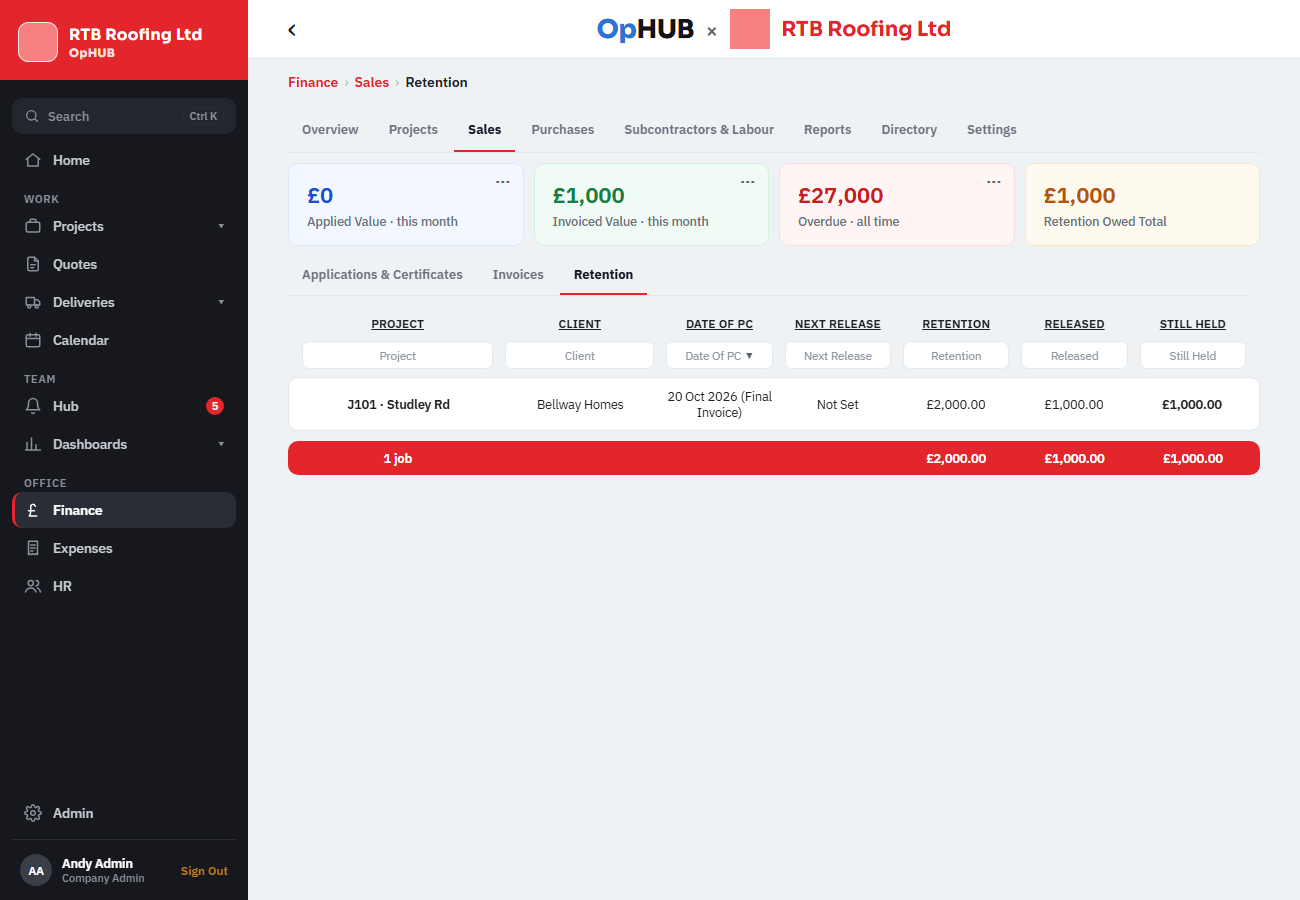 RTB Roofing Ltd
OpHUB
Search Ctrl K
Home
WORK
Projects
Quotes
Deliveries
Calendar
TEAM
Hub 5
Dashboards
OFFICE
£ Finance
Expenses
HR
Admin
AA Andy Admin
Company Admin
Sign Out
OpHUB × RTB Roofing Ltd
Finance › Sales › Retention
Overview Projects Sales Purchases Subcontractors & Labour Reports Directory Settings
£0
Applied Value · this month
£1,000
Invoiced Value · this month
£27,000
Overdue · all time
£1,000
Retention Owed Total
Applications & Certificates Invoices Retention
PROJECT CLIENT DATE OF PC NEXT RELEASE RETENTION RELEASED STILL HELD
Project Client Date Of PC ▼ Next Release Retention Released Still Held
J101 · Studley Rd Bellway Homes 20 Oct 2026 (Final Invoice) Not Set £2,000.00 £1,000.00 £1,000.00
1 job £2,000.00 £1,000.00 £1,000.00